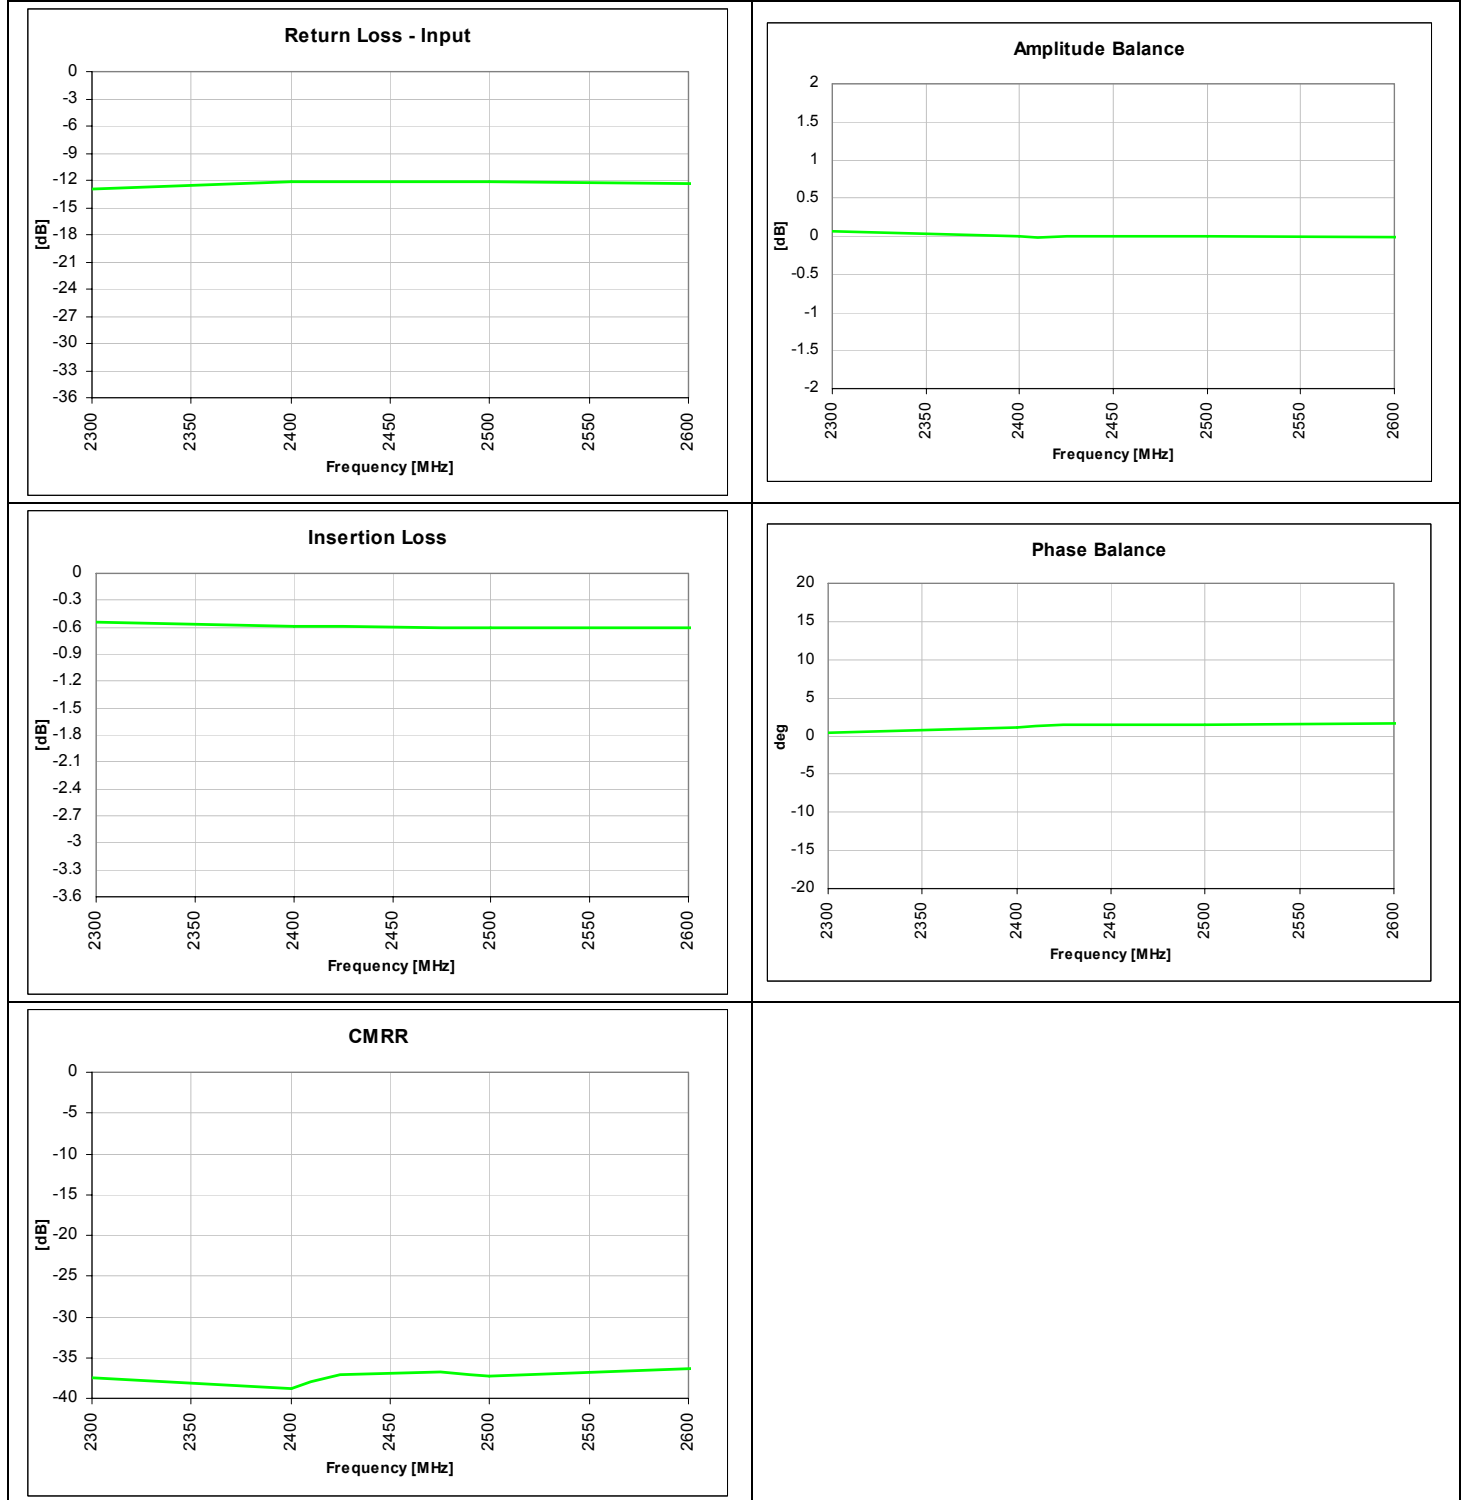 Return Loss - Input
0
-3
-6
-9
-12
-15
-18
-21
-24
-27
-30
-33
-36
[dB]
2300 2350 2400 2450 2500 2550 2600
Frequency [MHz]
Amplitude Balance
2
1.5
1
0.5
0
-0.5
-1
-1.5
-2
[dB]
2300 2350 2400 2450 2500 2550 2600
Frequency [MHz]
Insertion Loss
0
-0.3
-0.6
-0.9
-1.2
-1.5
-1.8
-2.1
-2.4
-2.7
-3
-3.3
-3.6
[dB]
2300 2350 2400 2450 2500 2550 2600
Frequency [MHz]
Phase Balance
20
15
10
5
0
-5
-10
-15
-20
deg
2300 2350 2400 2450 2500 2550 2600
Frequency [MHz]
CMRR
0
-5
-10
-15
-20
-25
-30
-35
-40
[dB]
2300 2350 2400 2450 2500 2550 2600
Frequency [MHz]